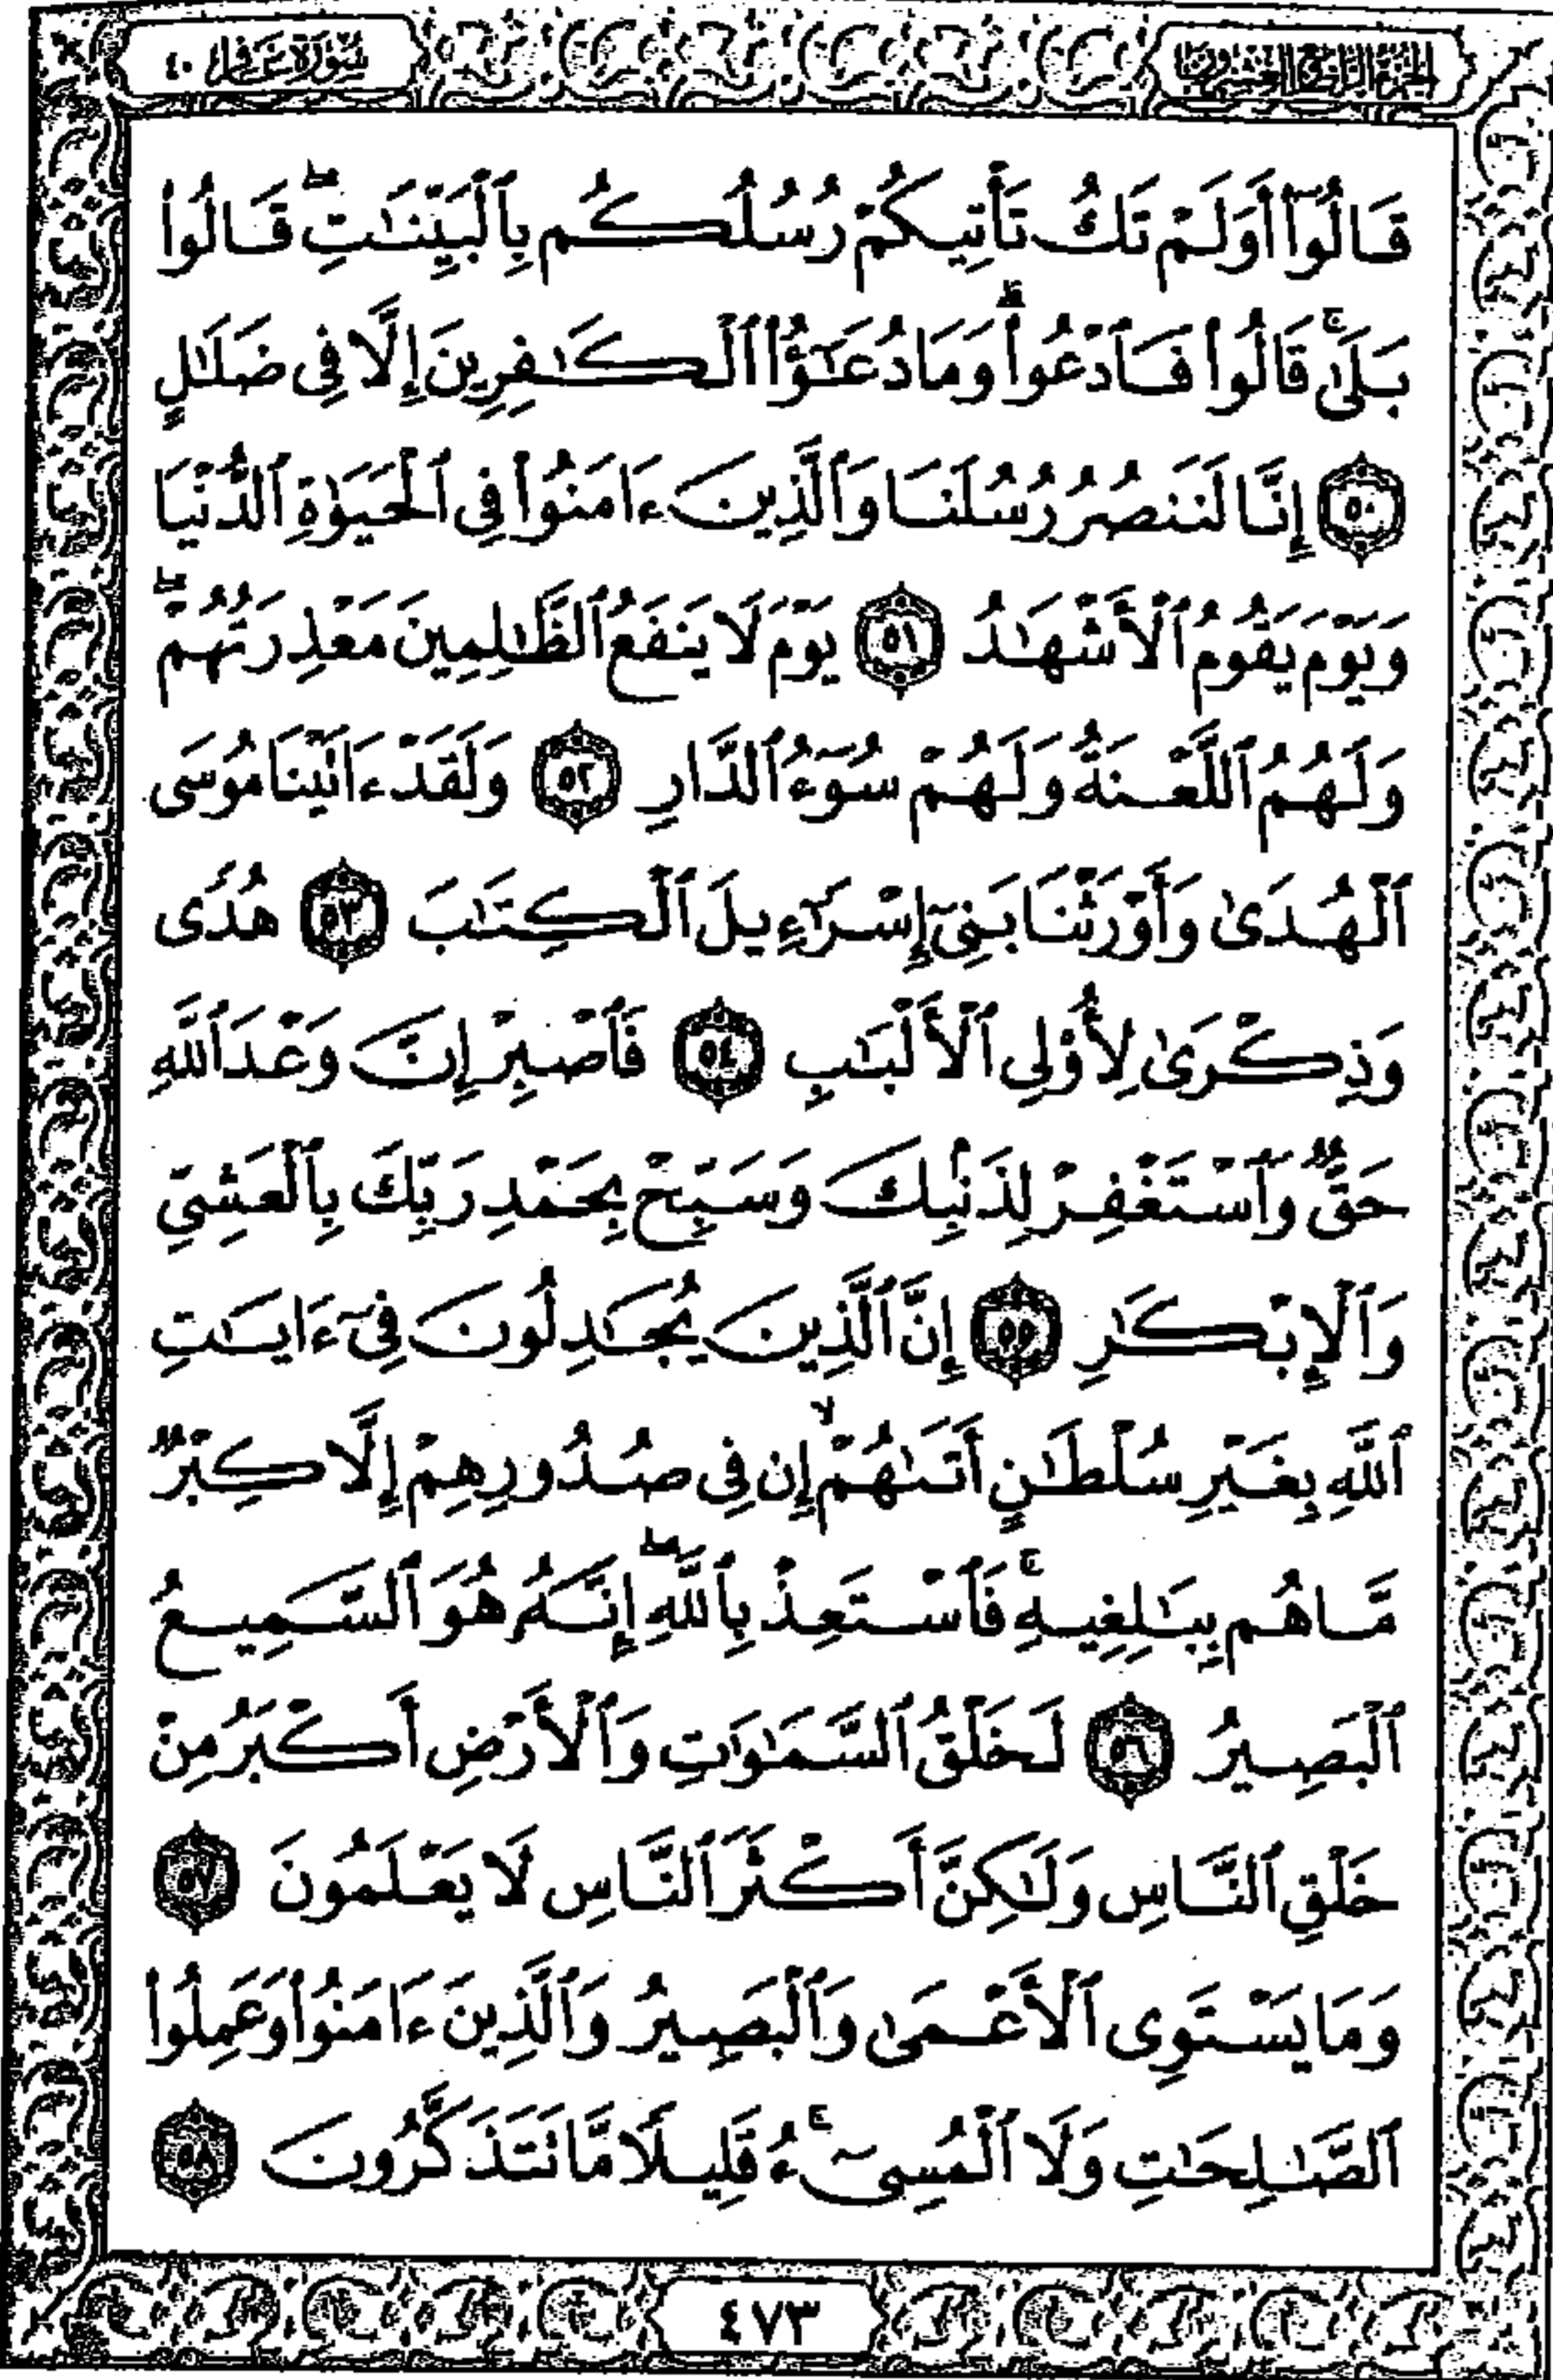 الجزء الرابع والعشرون
سورة غافر ٤٠
قَالُوٓا۟ أَوَلَمْ تَكُ تَأْتِيكُمْ رُسُلُكُم بِٱلْبَيِّنَٰتِ ۖ قَالُوا۟
بَلَىٰ ۚ قَالُوا۟ فَٱدْعُوا۟ ۗ وَمَا دُعَٰٓؤُا۟ ٱلْكَٰفِرِينَ إِلَّا فِى ضَلَٰلٍ
٥٠ إِنَّا لَنَنصُرُ رُسُلَنَا وَٱلَّذِينَ ءَامَنُوا۟ فِى ٱلْحَيَوٰةِ ٱلدُّنْيَا
وَيَوْمَ يَقُومُ ٱلْأَشْهَٰدُ ٥١ يَوْمَ لَا يَنفَعُ ٱلظَّٰلِمِينَ مَعْذِرَتُهُمْ ۖ
وَلَهُمُ ٱللَّعْنَةُ وَلَهُمْ سُوٓءُ ٱلدَّارِ ٥٢ وَلَقَدْ ءَاتَيْنَا مُوسَى
ٱلْهُدَىٰ وَأَوْرَثْنَا بَنِىٓ إِسْرَٰٓءِيلَ ٱلْكِتَٰبَ ٥٣ هُدًى
وَذِكْرَىٰ لِأُو۟لِى ٱلْأَلْبَٰبِ ٥٤ فَٱصْبِرْ إِنَّ وَعْدَ ٱللَّهِ
حَقٌّ وَٱسْتَغْفِرْ لِذَنۢبِكَ وَسَبِّحْ بِحَمْدِ رَبِّكَ بِٱلْعَشِىِّ
وَٱلْإِبْكَٰرِ ٥٥ إِنَّ ٱلَّذِينَ يُجَٰدِلُونَ فِىٓ ءَايَٰتِ
ٱللَّهِ بِغَيْرِ سُلْطَٰنٍ أَتَىٰهُمْ ۙ إِن فِى صُدُورِهِمْ إِلَّا كِبْرٌ
مَّا هُم بِبَٰلِغِيهِ ۚ فَٱسْتَعِذْ بِٱللَّهِ ۖ إِنَّهُۥ هُوَ ٱلسَّمِيعُ
ٱلْبَصِيرُ ٥٦ لَخَلْقُ ٱلسَّمَٰوَٰتِ وَٱلْأَرْضِ أَكْبَرُ مِنْ
خَلْقِ ٱلنَّاسِ وَلَٰكِنَّ أَكْثَرَ ٱلنَّاسِ لَا يَعْلَمُونَ ٥٧
وَمَا يَسْتَوِى ٱلْأَعْمَىٰ وَٱلْبَصِيرُ وَٱلَّذِينَ ءَامَنُوا۟ وَعَمِلُوا۟
ٱلصَّٰلِحَٰتِ وَلَا ٱلْمُسِىٓءُ ۚ قَلِيلًا مَّا تَتَذَكَّرُونَ ٥٨
٤٧٣